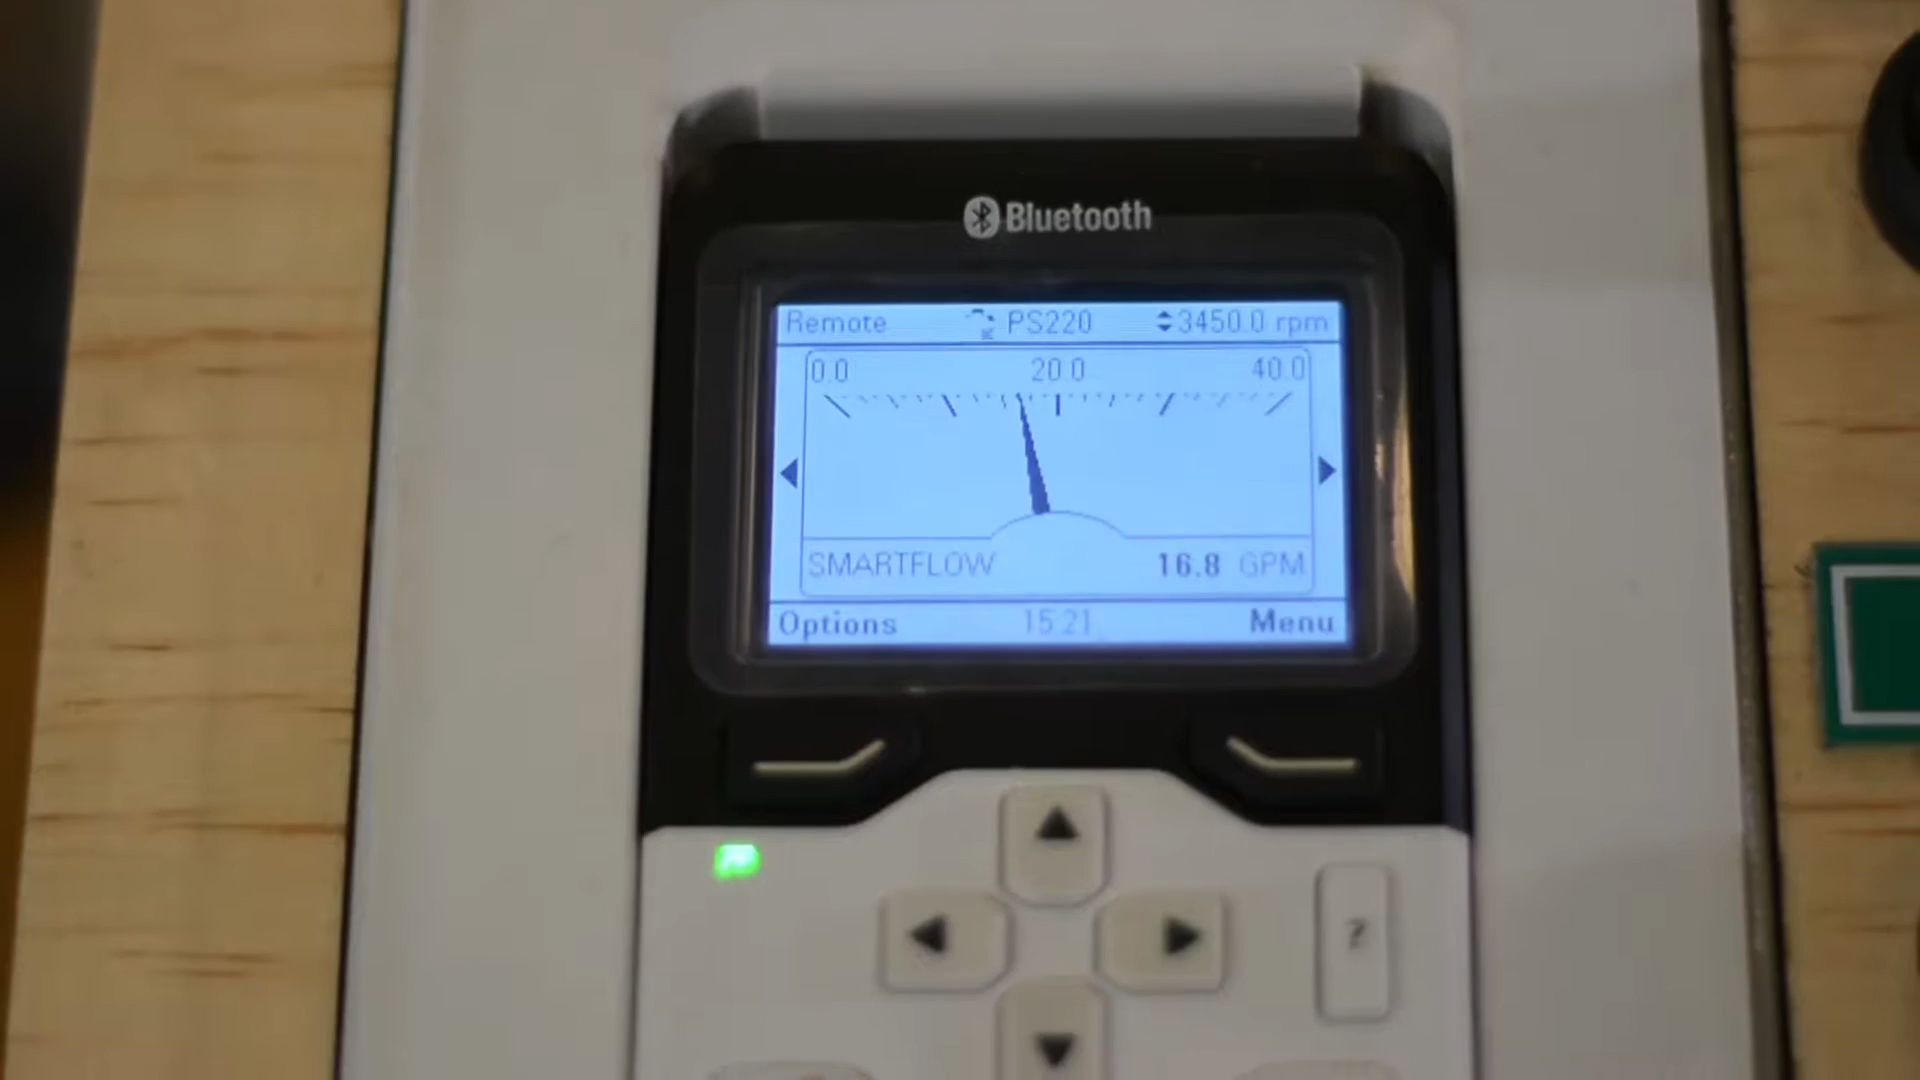 Bluetooth
Remote PS220 3450.0 rpm
0.0 20.0 40.0
SMARTFLOW 16.8 GPM
Options 15:21 Menu
?